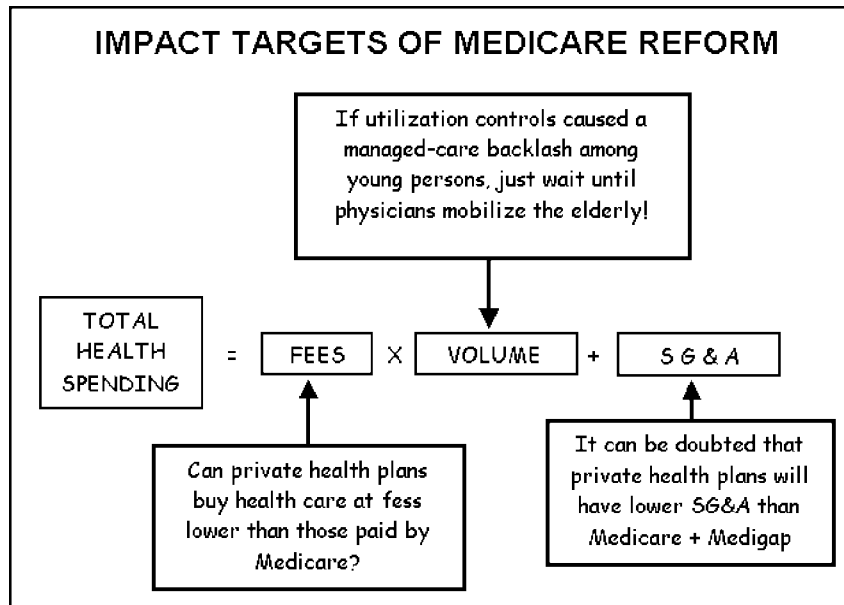 IMPACT TARGETS OF MEDICARE REFORM
If utilization controls caused a
managed-care backlash among
young persons, just wait until
physicians mobilize the elderly!
TOTAL
HEALTH
SPENDING
= FEES X VOLUME + S G & A
Can private health plans
buy health care at fess
lower than those paid by
Medicare?
It can be doubted that
private health plans will
have lower SG&A than
Medicare + Medigap